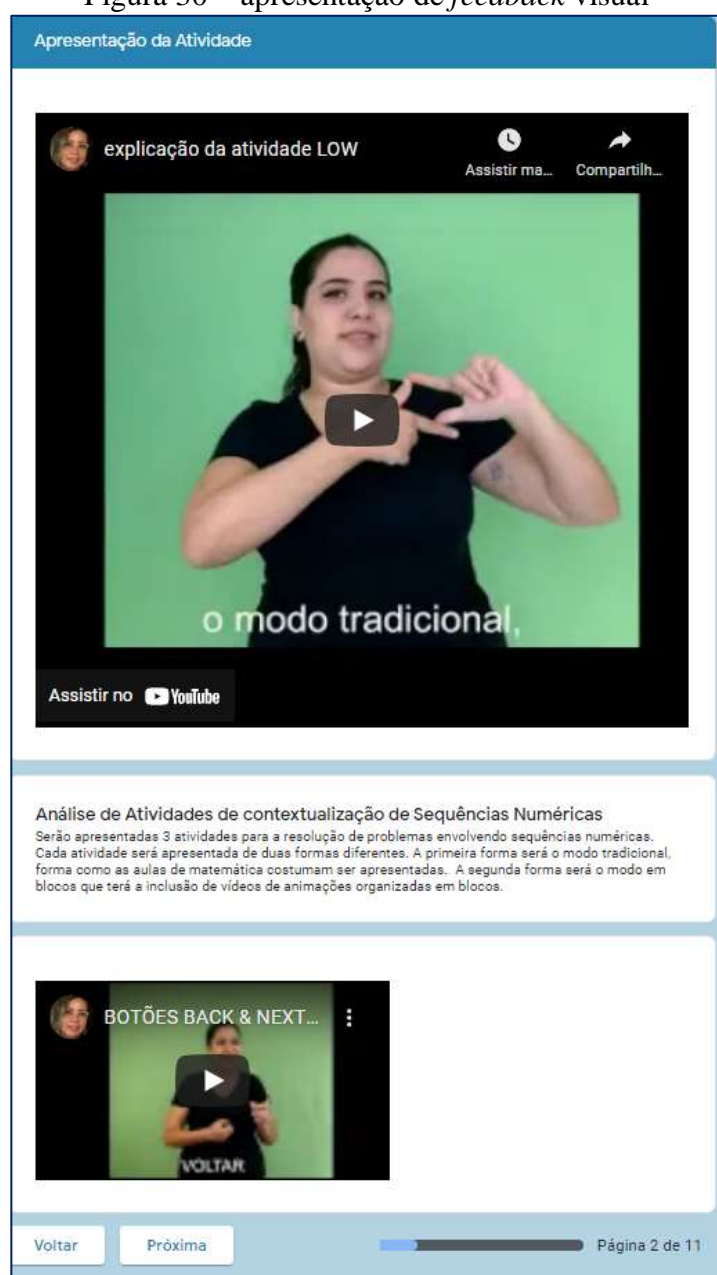 Figura 36 – apresentação de feedback visual
Apresentação da Atividade
explicação da atividade LOW
Assistir ma...
Compartilh...
o modo tradicional,
Assistir no YouTube
Análise de Atividades de contextualização de Sequências Numéricas
Serão apresentadas 3 atividades para a resolução de problemas envolvendo sequências numéricas.
Cada atividade será apresentada de duas formas diferentes. A primeira forma será o modo tradicional,
forma como as aulas de matemática costumam ser apresentadas. A segunda forma será o modo em
blocos que terá a inclusão de vídeos de animações organizadas em blocos.
BOTÕES BACK & NEXT...
VOLTAR
Voltar
Próxima
Página 2 de 11